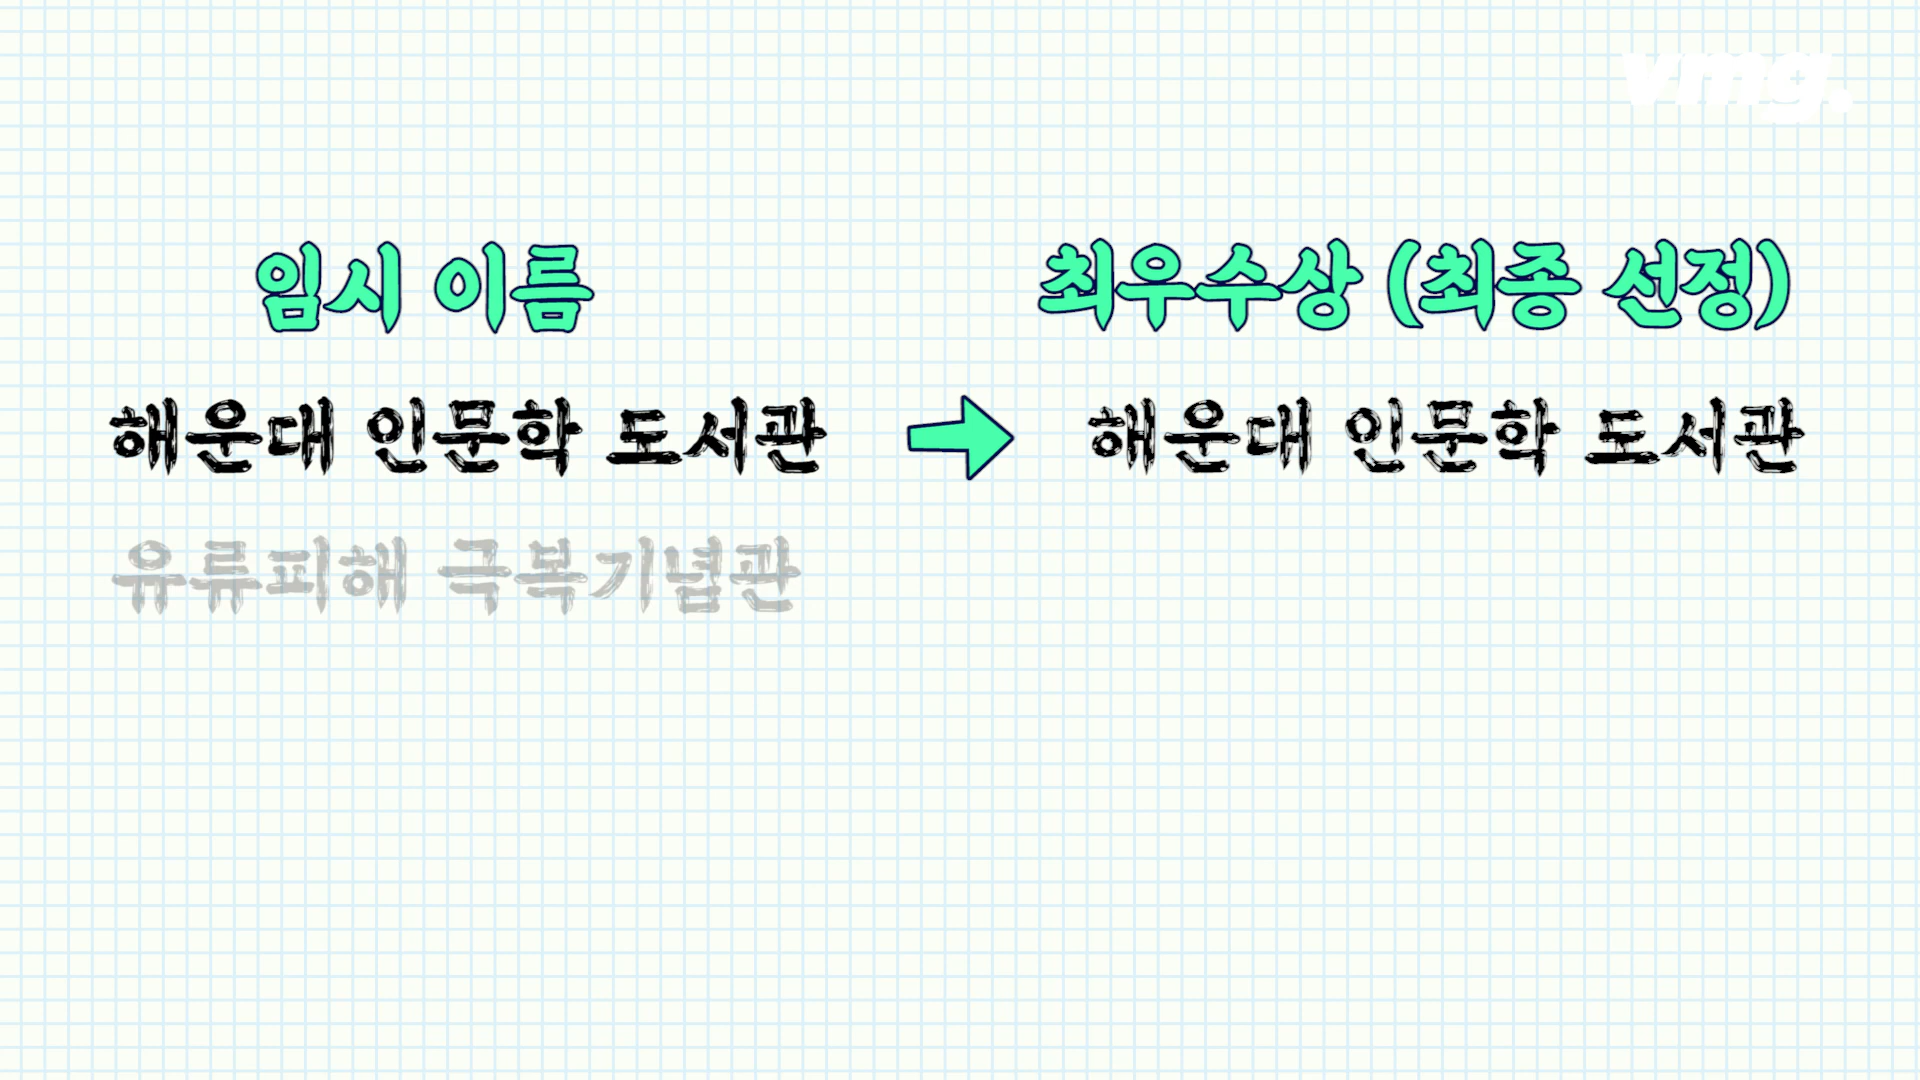 vmg.
임시 이름 최우수상 (최종 선정)
해운대 인문학 도서관 해운대 인문학 도서관
유류피해 극복기념관